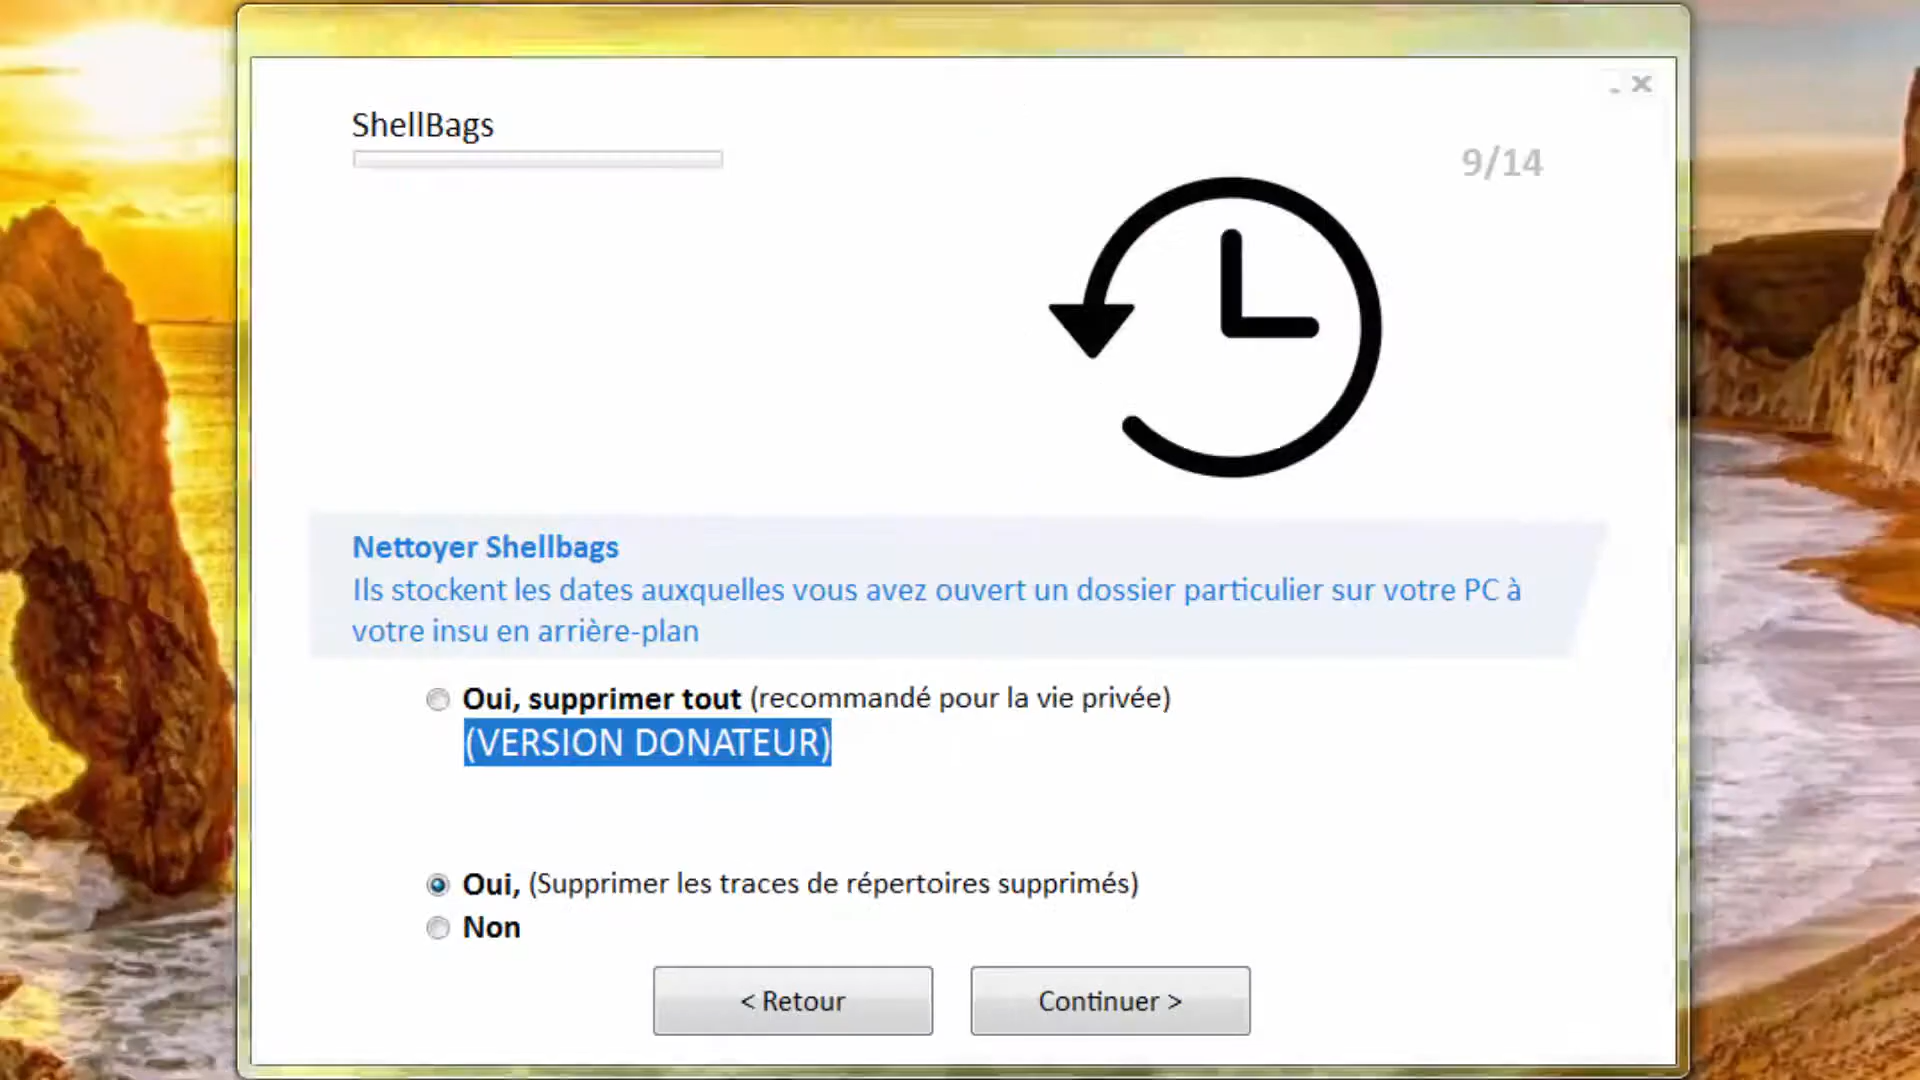 ShellBags
9/14
Nettoyer Shellbags
Ils stockent les dates auxquelles vous avez ouvert un dossier particulier sur votre PC à
votre insu en arrière-plan
Oui, supprimer tout (recommandé pour la vie privée)
(VERSION DONATEUR)
Oui, (Supprimer les traces de répertoires supprimés)
Non
< Retour
Continuer >